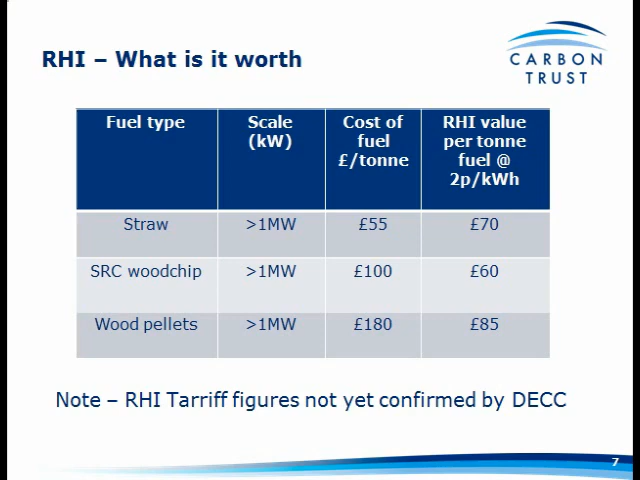 RHI – What is it worth
CARBON
TRUST
Fuel type
Scale
(kW)
Cost of
fuel
£/tonne
RHI value
per tonne
fuel @
2p/kWh
Straw >1MW £55 £70
SRC woodchip >1MW £100 £60
Wood pellets >1MW £180 £85
Note – RHI Tarriff figures not yet confirmed by DECC
7